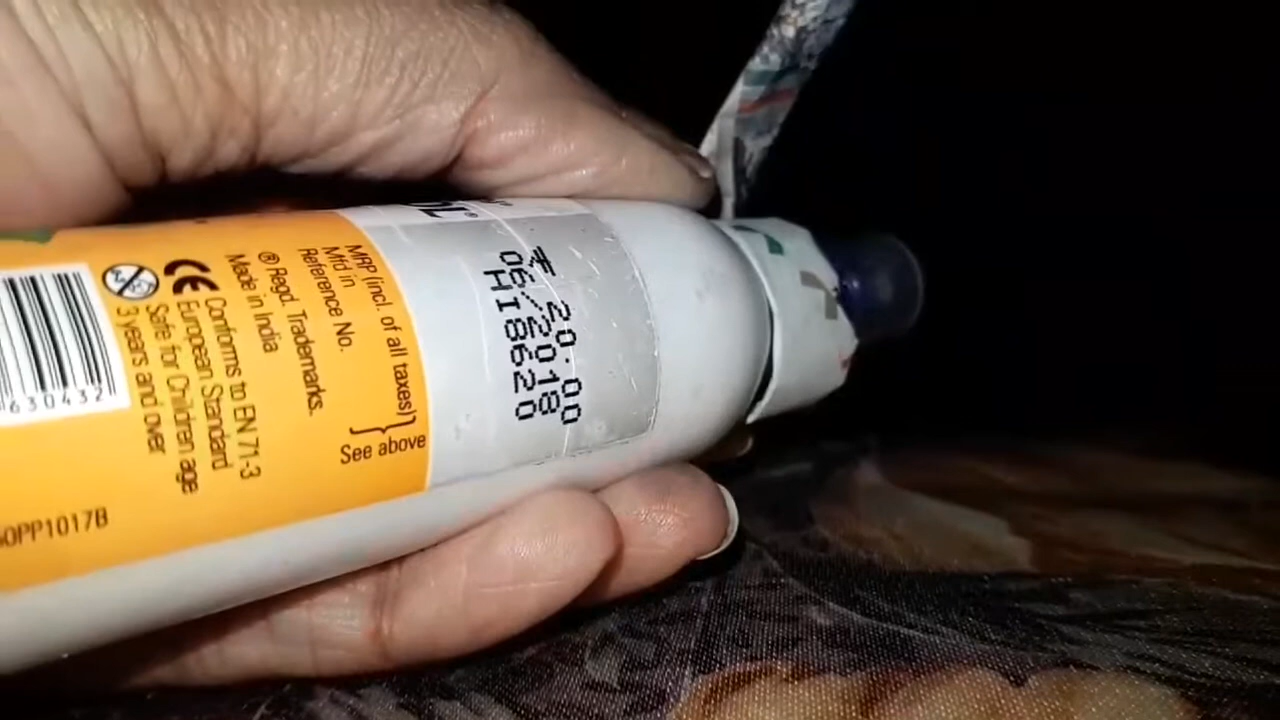 OL®
₹ 20.00
06/2018
HI8620
MRP (incl. of all taxes)
Mfd in
Reference No.
See above
® Regd. Trademarks.
Made in India
CE Conforms to EN 71-3
European Standard
Safe for Children age
3 years and over
630432
0PP1017B